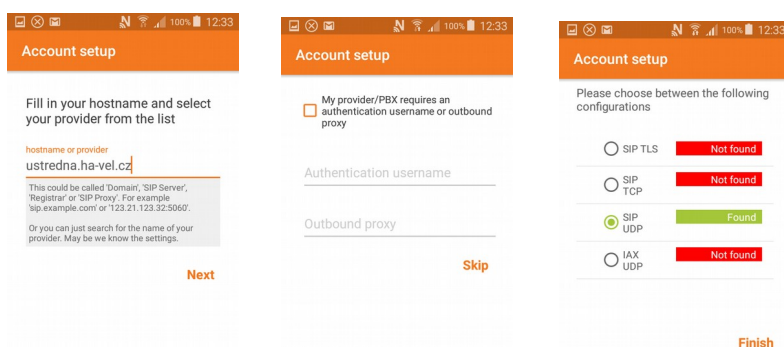 100% 12:33
Account setup
Fill in your hostname and select
your provider from the list
hostname or provider
ustredna.ha-vel.cz
This could be called 'Domain', 'SIP Server',
'Registrar' or 'SIP Proxy'. For example
'sip.example.com' or '123.21.123.32:5060'.
Or you can just search for the name of your
provider. May be we know the settings.
Next
100% 12:33
Account setup
My provider/PBX requires an
authentication username or outbound
proxy
Authentication username
Outbound proxy
Skip
100% 12:33
Account setup
Please choose between the following
configurations
SIP TLS Not found
SIP
TCP
Not found
SIP
UDP
Found
IAX
UDP
Not found
Finish